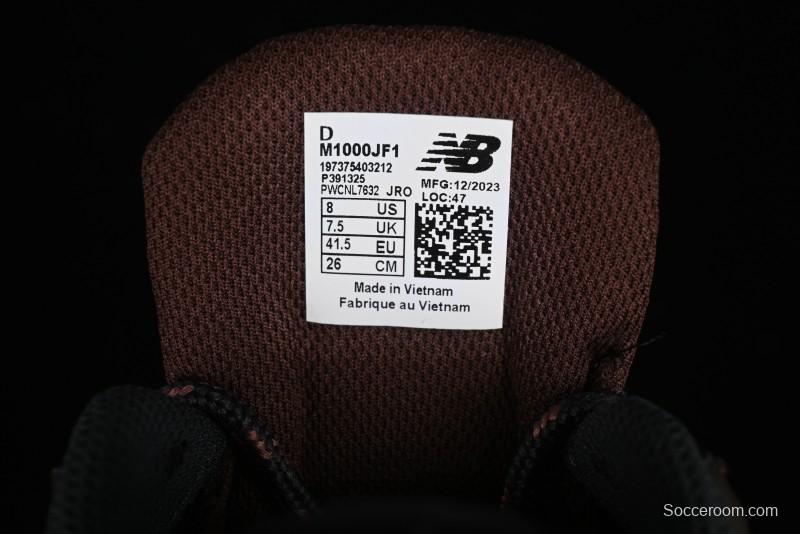 D
M1000JF1
NB
197375403212
P391325
PWCNL7632 JRO
MFG:12/2023
LOC:47
8 US
7.5 UK
41.5 EU
26 CM
Made in Vietnam
Fabrique au Vietnam
Socceroom.com